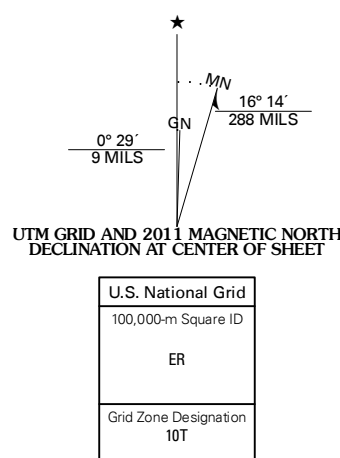 ★
MN
GN
16° 14´
288 MILS
0° 29´
9 MILS
UTM GRID AND 2011 MAGNETIC NORTH
DECLINATION AT CENTER OF SHEET
U.S. National Grid
100,000-m Square ID
ER
Grid Zone Designation
10T